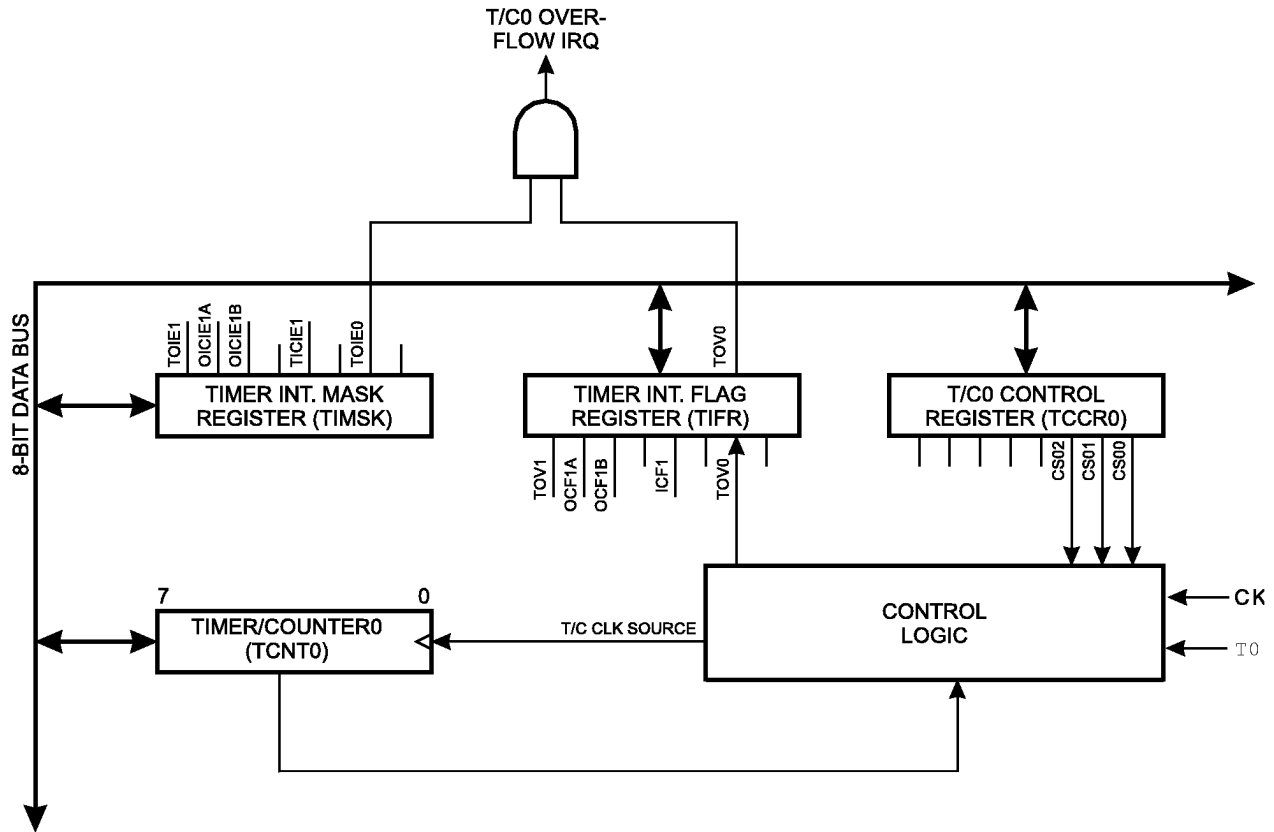 T/C0 OVER-
FLOW IRQ
8-BIT DATA BUS
TOIE1
OICIE1A
OICIE1B
TICIE1
TOIE0
TOV0
TIMER INT. MASK
REGISTER (TIMSK)
TIMER INT. FLAG
REGISTER (TIFR)
T/C0 CONTROL
REGISTER (TCCR0)
TOV1
OCF1A
OCF1B
ICF1
TOV0
CS02
CS01
CS00
7
0
TIMER/COUNTER0
(TCNT0)
T/C CLK SOURCE
CONTROL
LOGIC
CK
T0